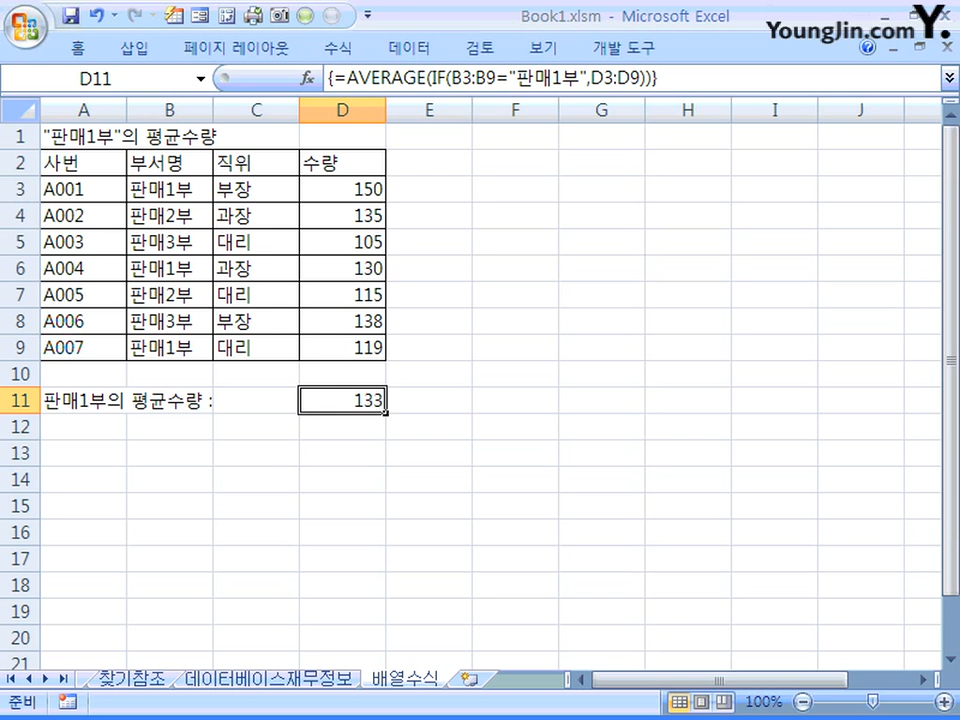 Book1.xlsm - Microsoft Excel
YoungJin.com Y.
홈 삽입 페이지 레이아웃 수식 데이터 검토 보기 개발 도구
D11 fx {=AVERAGE(IF(B3:B9="판매1부",D3:D9))}
A B C D E F G H I J
1 "판매1부"의 평균수량
2 사번 부서명 직위 수량
3 A001 판매1부 부장 150
4 A002 판매2부 과장 135
5 A003 판매3부 대리 105
6 A004 판매1부 과장 130
7 A005 판매2부 대리 115
8 A006 판매3부 부장 138
9 A007 판매1부 대리 119
10
11 판매1부의 평균수량 : 133
12
13
14
15
16
17
18
19
20
21
찾기참조 데이터베이스재무정보 배열수식
준비 100%